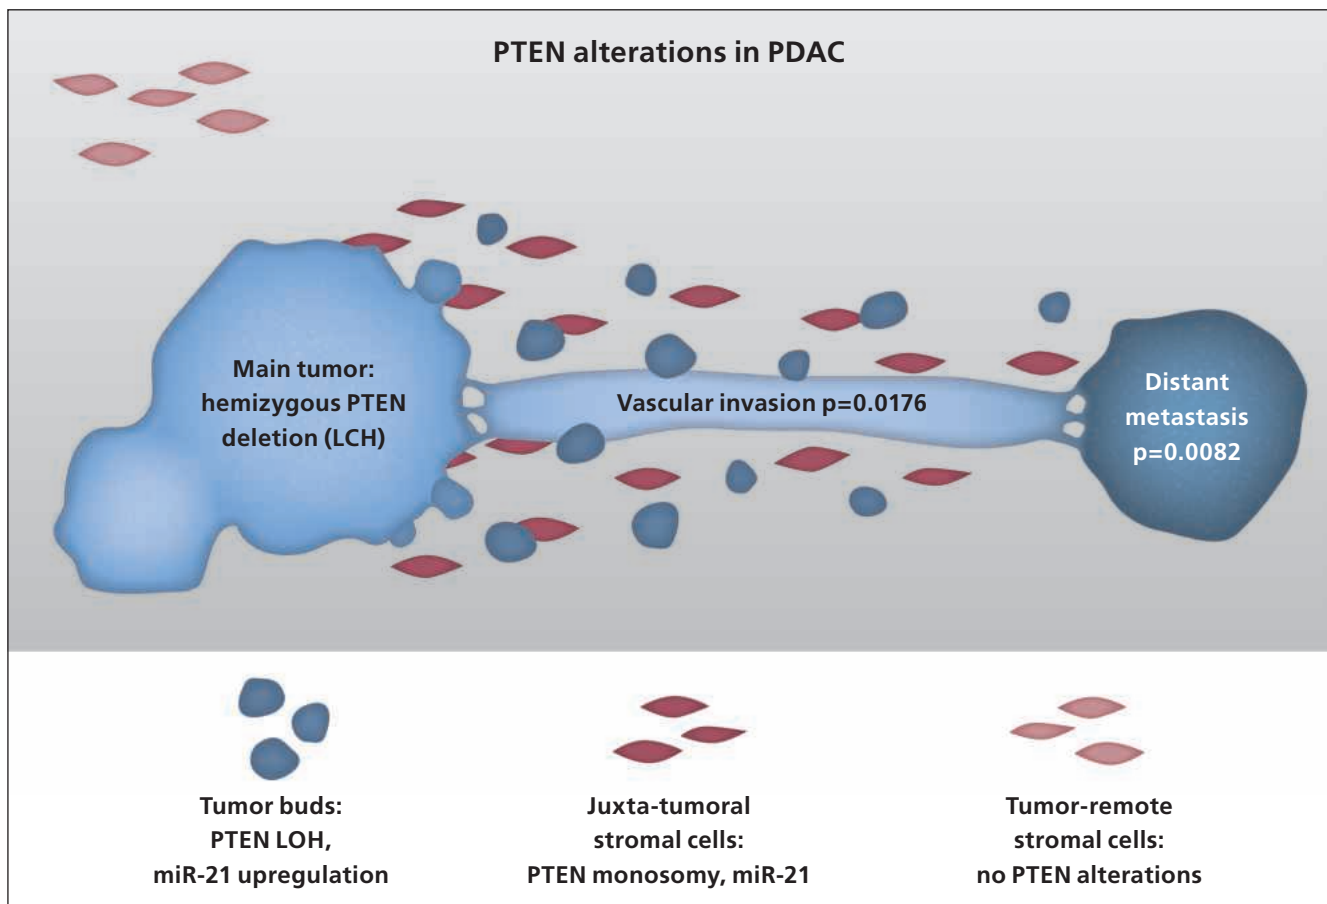 PTEN alterations in PDAC
Main tumor:
hemizygous PTEN
deletion (LCH)
Vascular invasion p=0.0176
Distant
metastasis
p=0.0082
Tumor buds:
PTEN LOH,
miR-21 upregulation
Juxta-tumoral
stromal cells:
PTEN monosomy, miR-21
Tumor-remote
stromal cells:
no PTEN alterations